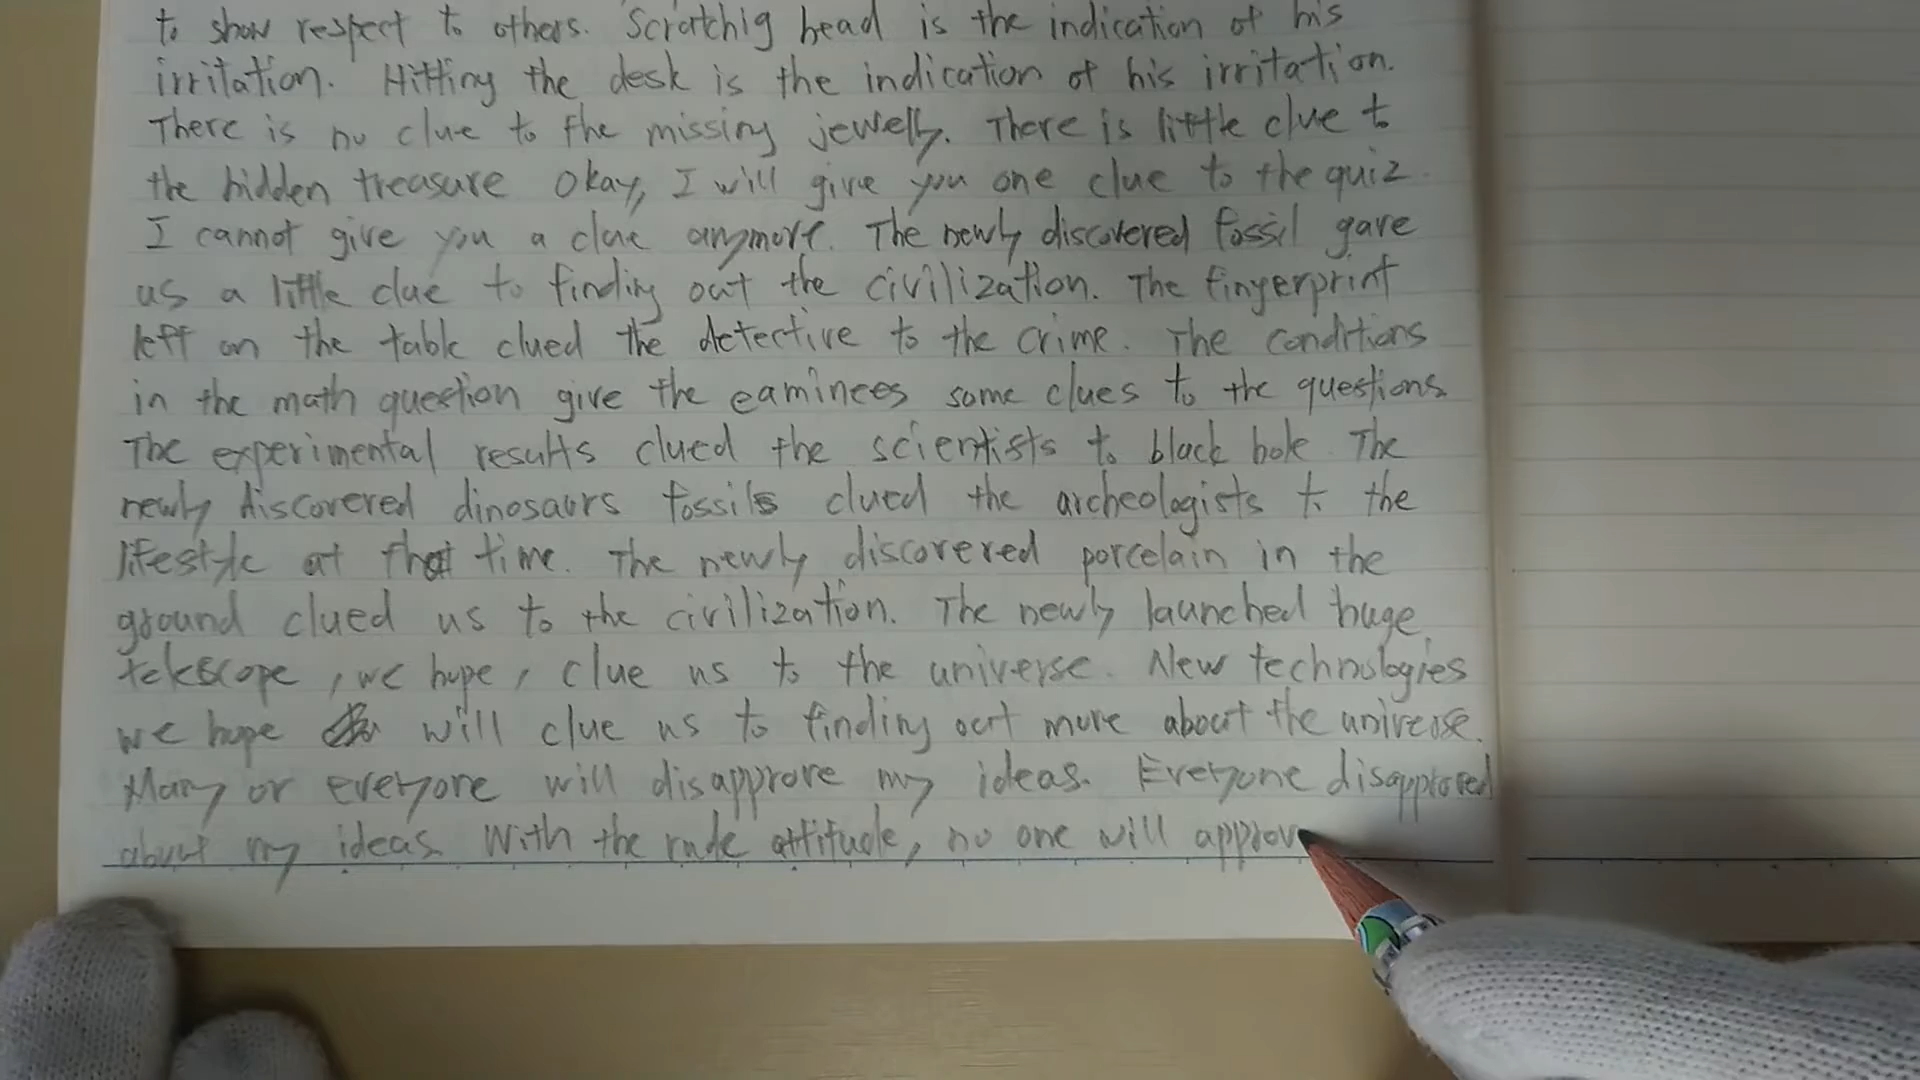 to show respect to others. Scratchig head is the indication of his
irritation. Hitting the desk is the indication of his irritation.
There is no clue to the missing jewelly. There is little clue to
the hidden treasure Okay, I will give you one clue to the quiz.
I cannot give you a clue anymore. The newly discovered fossil gave
us a little clue to finding out the civilization. The fingerprint
left on the table clued the detective to the crime. The conditions
in the math question give the eaminees some clues to the questions.
The experimental results clued the scientists to black hole. The
newly discovered dinosaurs fossils clued the archeologists to the
lifestyle at that time. The newly discovered porcelain in the
ground clued us to the civilization. The newly launched huge
telescope, we hope, clue us to the universe. New technologies
we hope will clue us to finding out more about the universe.
Many or everyone will disapprove my ideas. Everyone disapproved
about my ideas. With the rude attitude, no one will approv